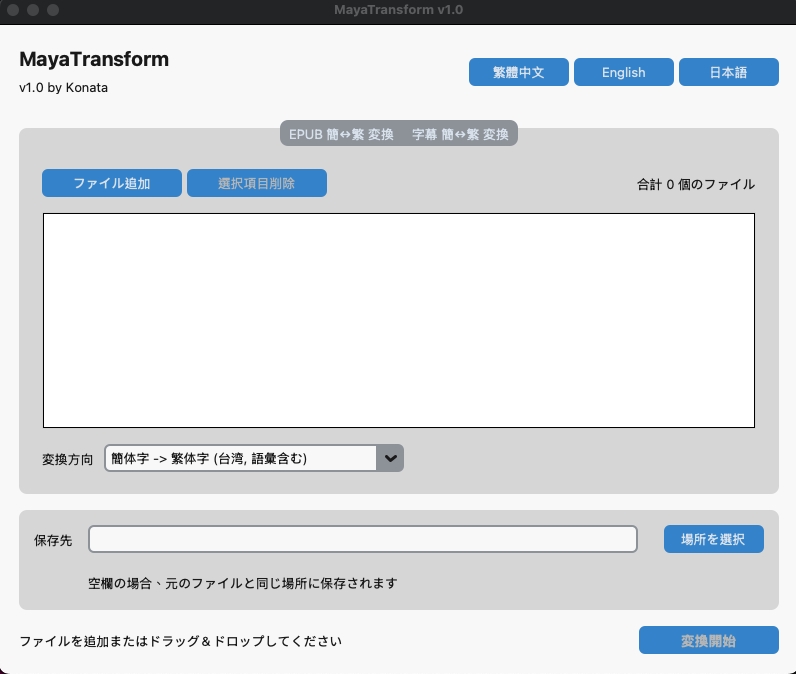 MayaTransform v1.0
MayaTransform
v1.0 by Konata
繁體中文
English
日本語
EPUB 簡↔繁 変換
字幕 簡↔繁 変換
ファイル追加
選択項目削除
合計 0 個のファイル
変換方向
簡体字 -> 繁体字 (台湾, 語彙含む)
保存先
場所を選択
空欄の場合、元のファイルと同じ場所に保存されます
ファイルを追加またはドラッグ＆ドロップしてください
変換開始